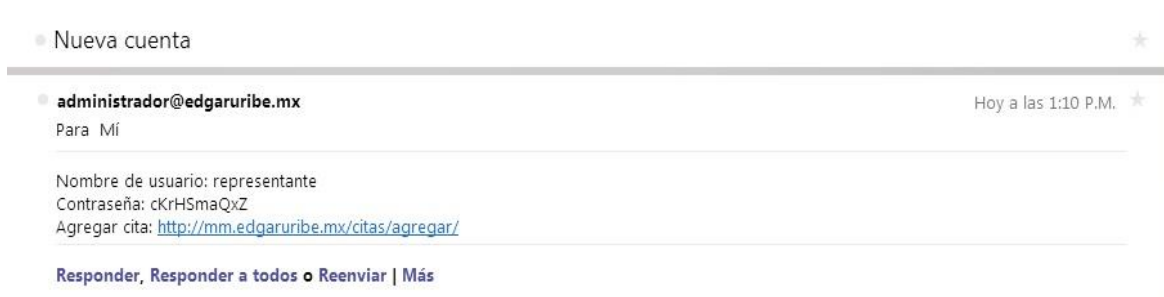 Nueva cuenta
administrador@edgaruribe.mx
Hoy a las 1:10 P.M.
Para Mí
Nombre de usuario: representante
Contraseña: cKrHSmaQxZ
Agregar cita: http://mm.edgaruribe.mx/citas/agregar/
Responder, Responder a todos o Reenviar | Más